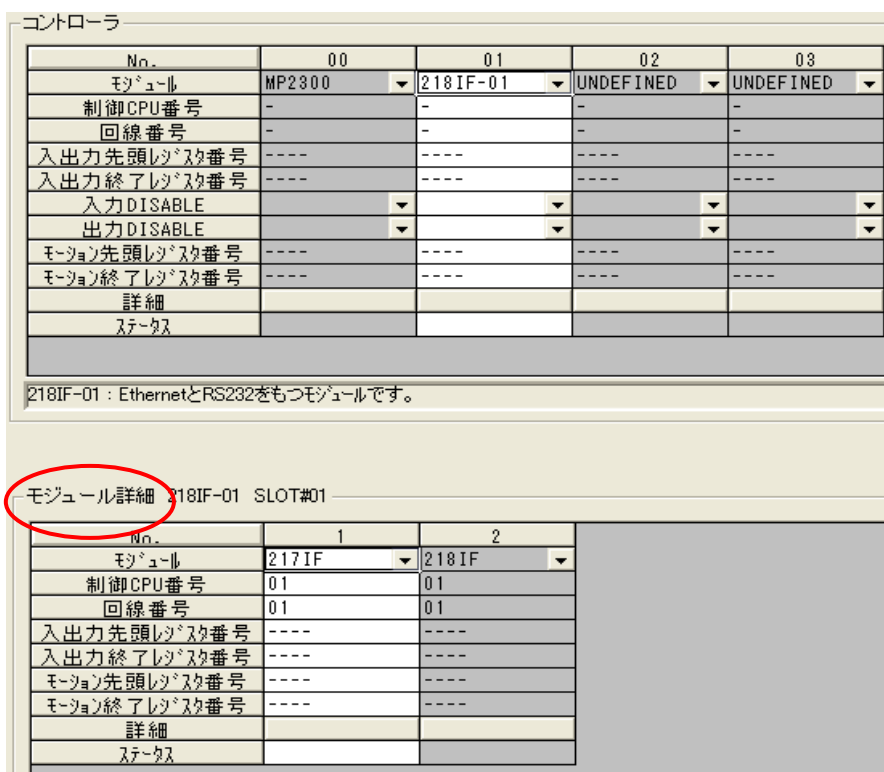 コントローラ
No. 00 01 02 03
ﾓｼﾞｭｰﾙ MP2300 218IF-01 UNDEFINED UNDEFINED
制御CPU番号 - - - -
回線番号 - - - -
入出力先頭ﾚｼﾞｽﾀ番号 ---- ---- ---- ----
入出力終了ﾚｼﾞｽﾀ番号 ---- ---- ---- ----
入力DISABLE
出力DISABLE
ﾓｰｼｮﾝ先頭ﾚｼﾞｽﾀ番号 ---- ---- ---- ----
ﾓｰｼｮﾝ終了ﾚｼﾞｽﾀ番号 ---- ---- ---- ----
詳細
ｽﾃｰﾀｽ
218IF-01 : EthernetとRS232をもつﾓｼﾞｭｰﾙです。
モジュール詳細 218IF-01 SLOT#01
No. 1 2
ﾓｼﾞｭｰﾙ 217IF 218IF
制御CPU番号 01 01
回線番号 01 01
入出力先頭ﾚｼﾞｽﾀ番号 ---- ----
入出力終了ﾚｼﾞｽﾀ番号 ---- ----
ﾓｰｼｮﾝ先頭ﾚｼﾞｽﾀ番号 ---- ----
ﾓｰｼｮﾝ終了ﾚｼﾞｽﾀ番号 ---- ----
詳細
ｽﾃｰﾀｽ